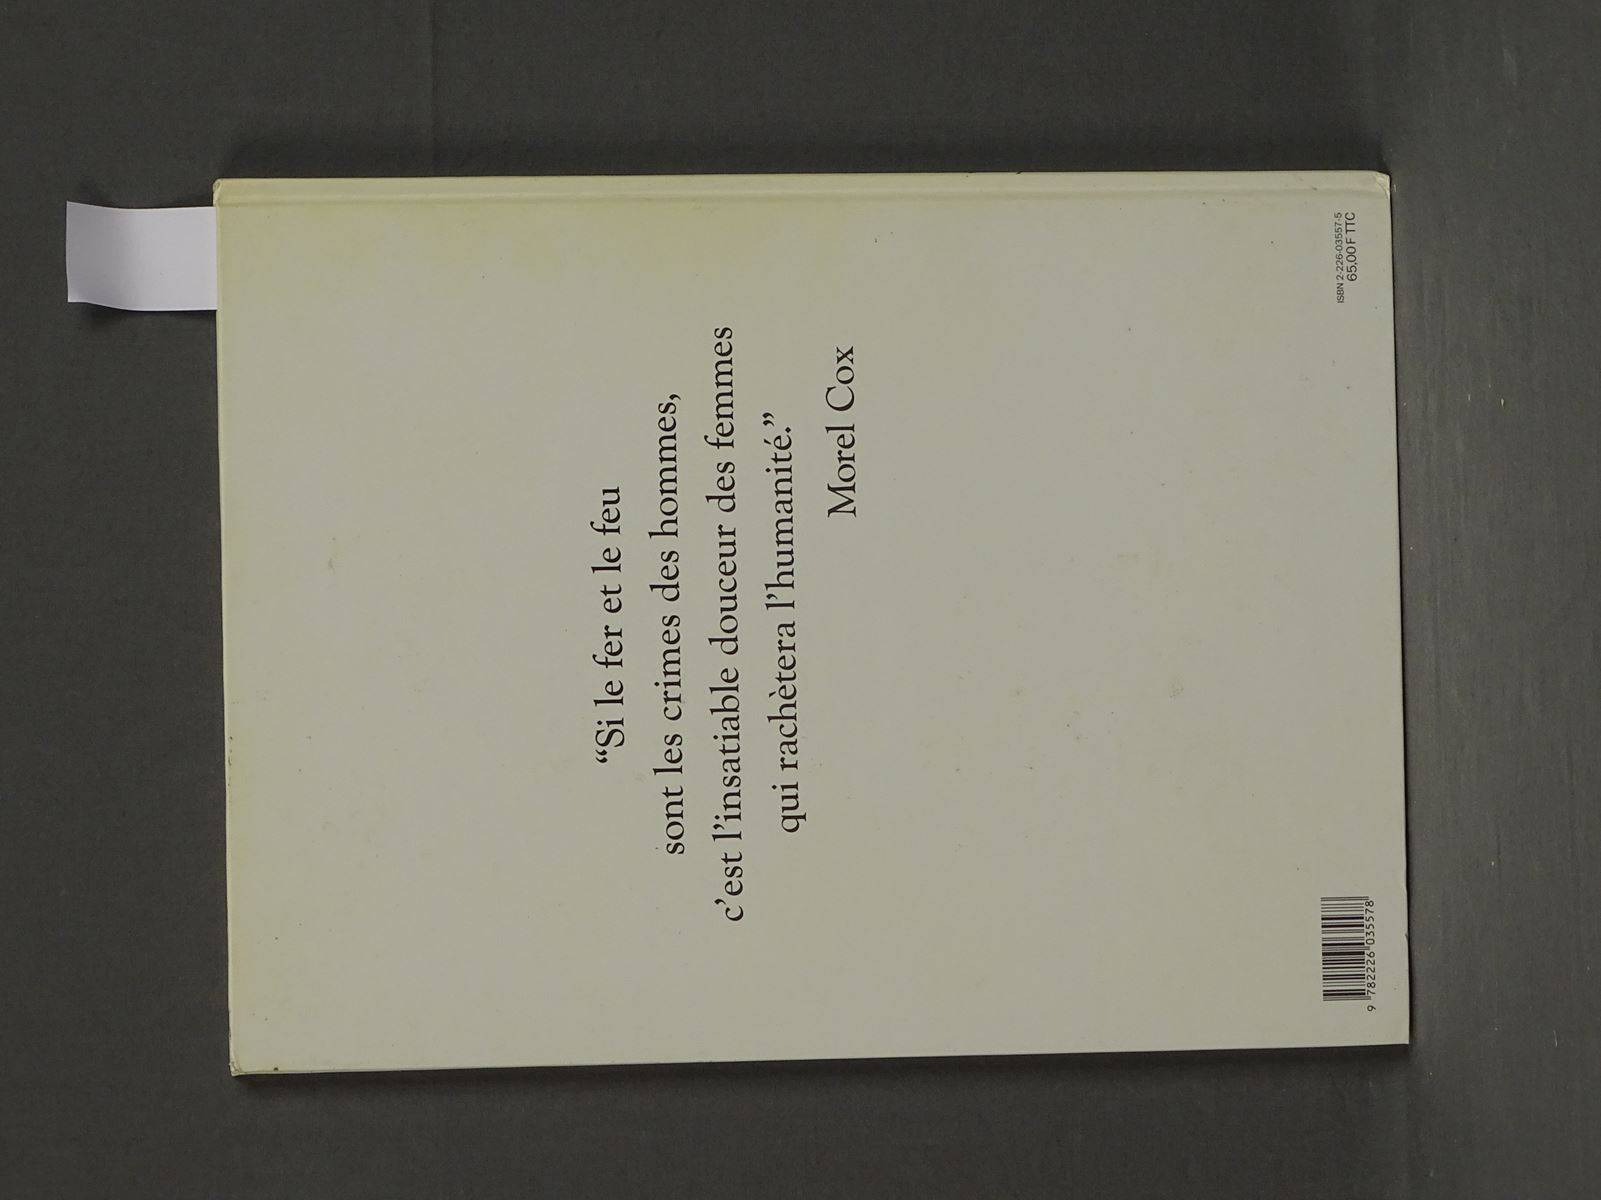 “Si le fer et le feu
sont les crimes des hommes,
c’est l’insatiable douceur des femmes
qui rachètera l’humanité.”
Morel Cox
9 782226 035578
ISBN 2-226-03557-5
65,00 F TTC